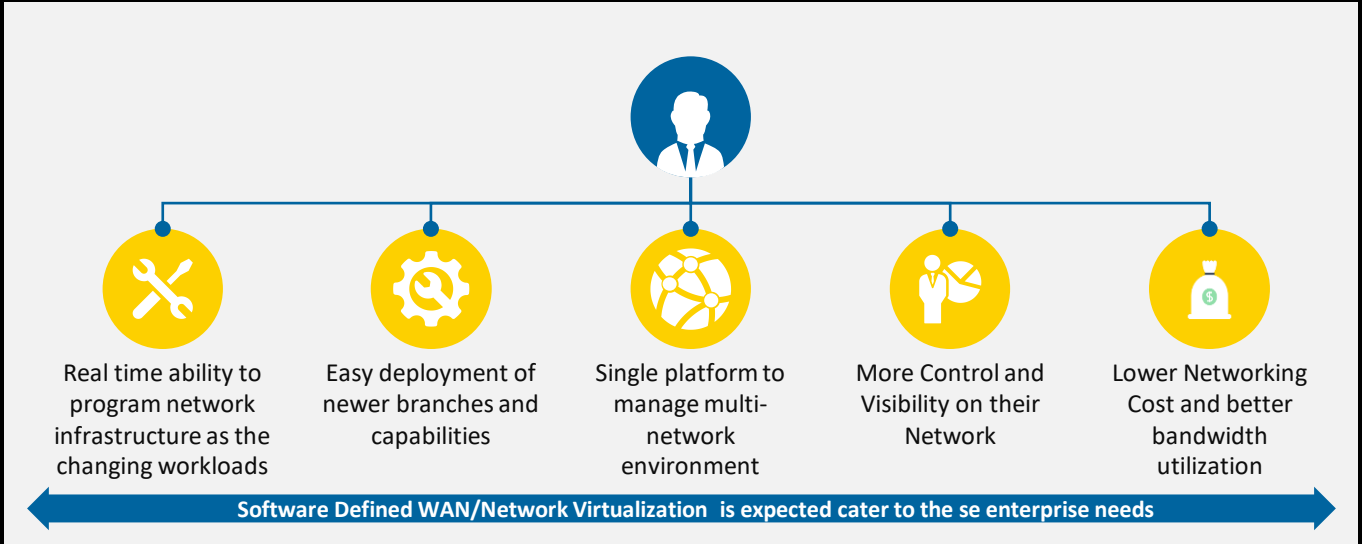 $
Real time ability to
program network
infrastructure as the
changing workloads
Easy deployment of
newer branches and
capabilities
Single platform to
manage multi-
network
environment
More Control and
Visibility on their
Network
Lower Networking
Cost and better
bandwidth
utilization
Software Defined WAN/Network Virtualization is expected cater to the se enterprise needs